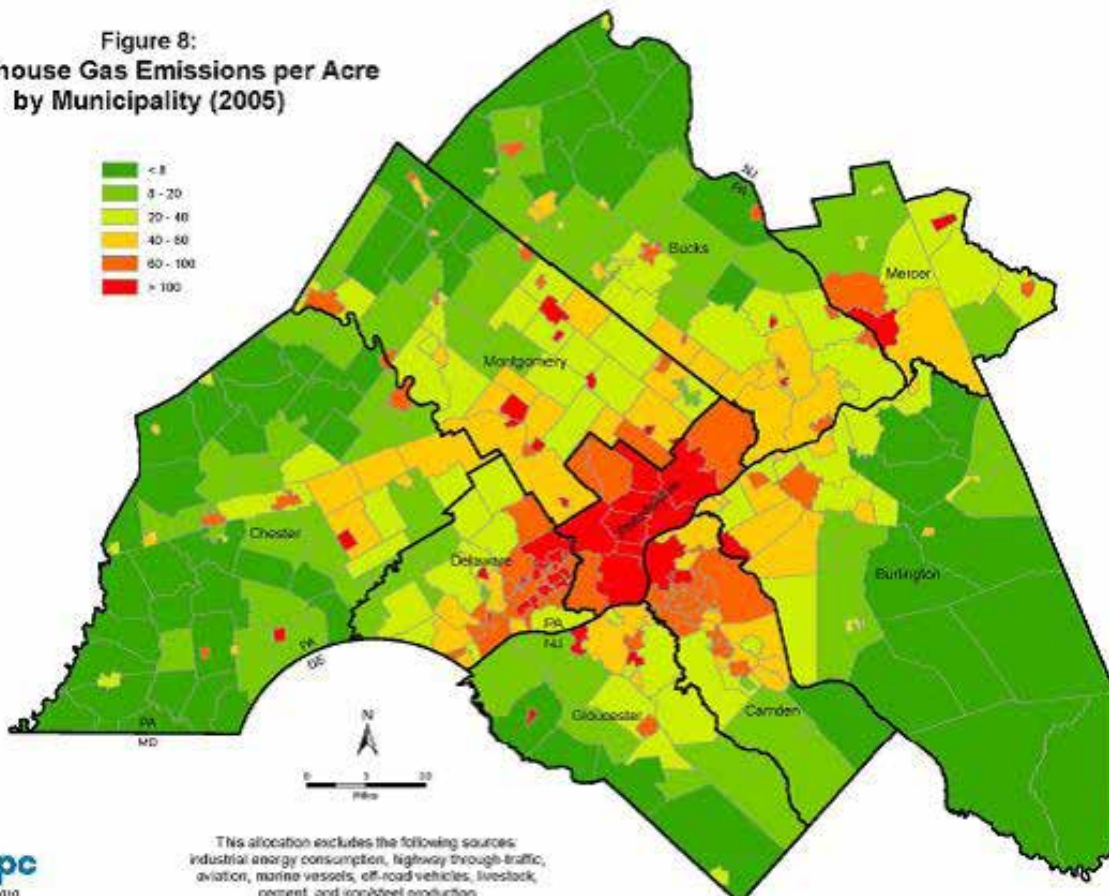 Figure 8:
house Gas Emissions per Acre
by Municipality (2005)
< 8
8 - 20
20 - 40
40 - 60
60 - 100
> 100
NJ
PA
Bucks
Mercer
Montgomery
Chester
Delaware
Burlington
PA
NJ
PA
DE
Gloucester
Camden
PA
MD
N
0
Miles
This allocation excludes the following sources:
industrial energy consumption, highway through-traffic,
aviation, marine vessels, off-road vehicles, livestock,
cement, and iron/steel production
pc